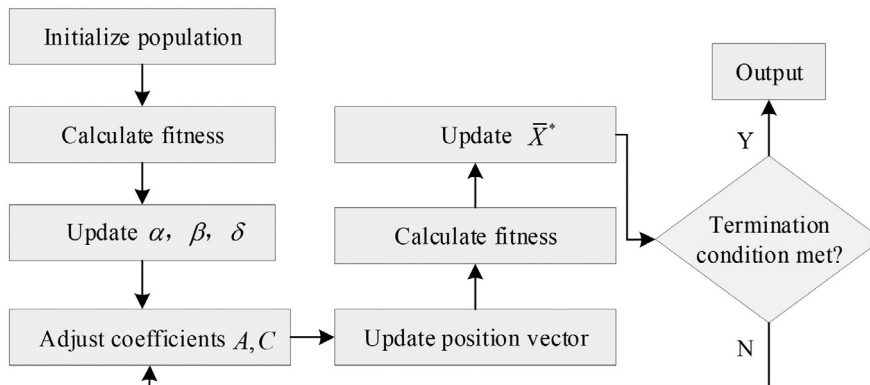 Initialize population
Calculate fitness
Update α, β, δ
Adjust coefficients A, C
Update position vector
Calculate fitness
Update X̅*
Termination
condition met?
Y
Output
N